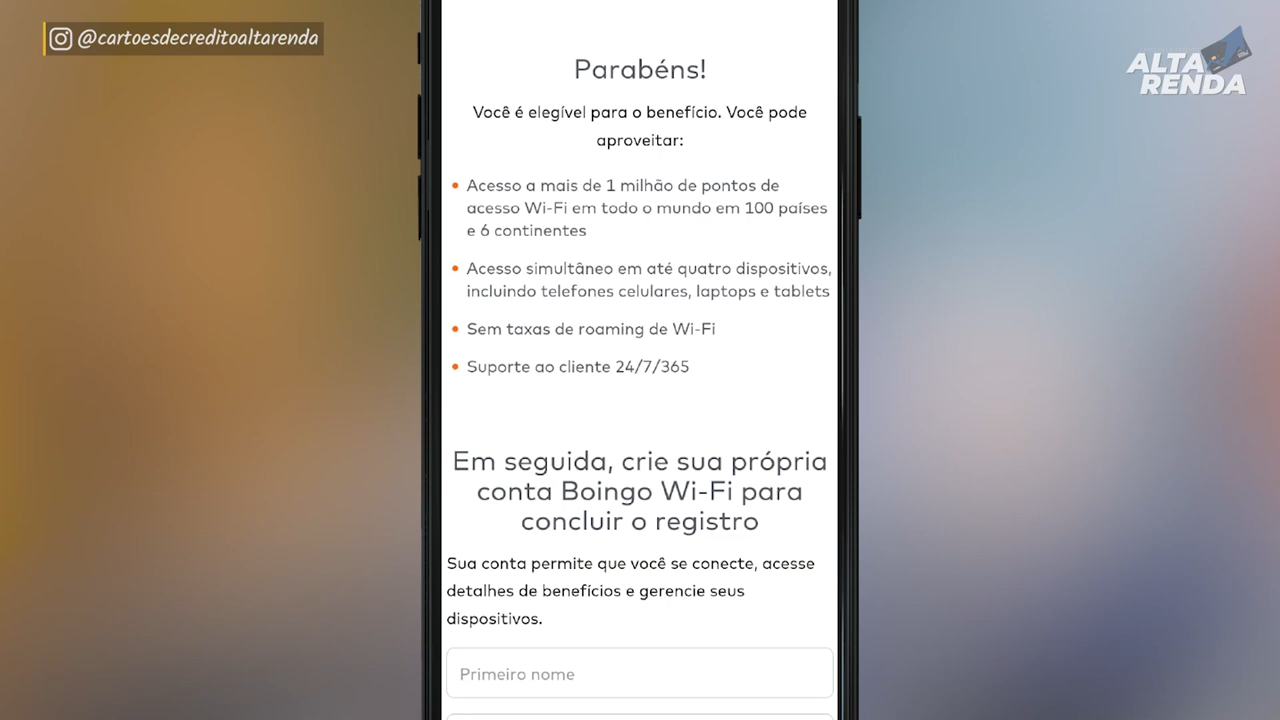 @cartoesdecreditoaltarenda
ALTA
RENDA
Parabéns!
Você é elegível para o benefício. Você pode
aproveitar:
• Acesso a mais de 1 milhão de pontos de
acesso Wi-Fi em todo o mundo em 100 países
e 6 continentes
• Acesso simultâneo em até quatro dispositivos,
incluindo telefones celulares, laptops e tablets
• Sem taxas de roaming de Wi-Fi
• Suporte ao cliente 24/7/365
Em seguida, crie sua própria
conta Boingo Wi-Fi para
concluir o registro
Sua conta permite que você se conecte, acesse
detalhes de benefícios e gerencie seus
dispositivos.
Primeiro nome